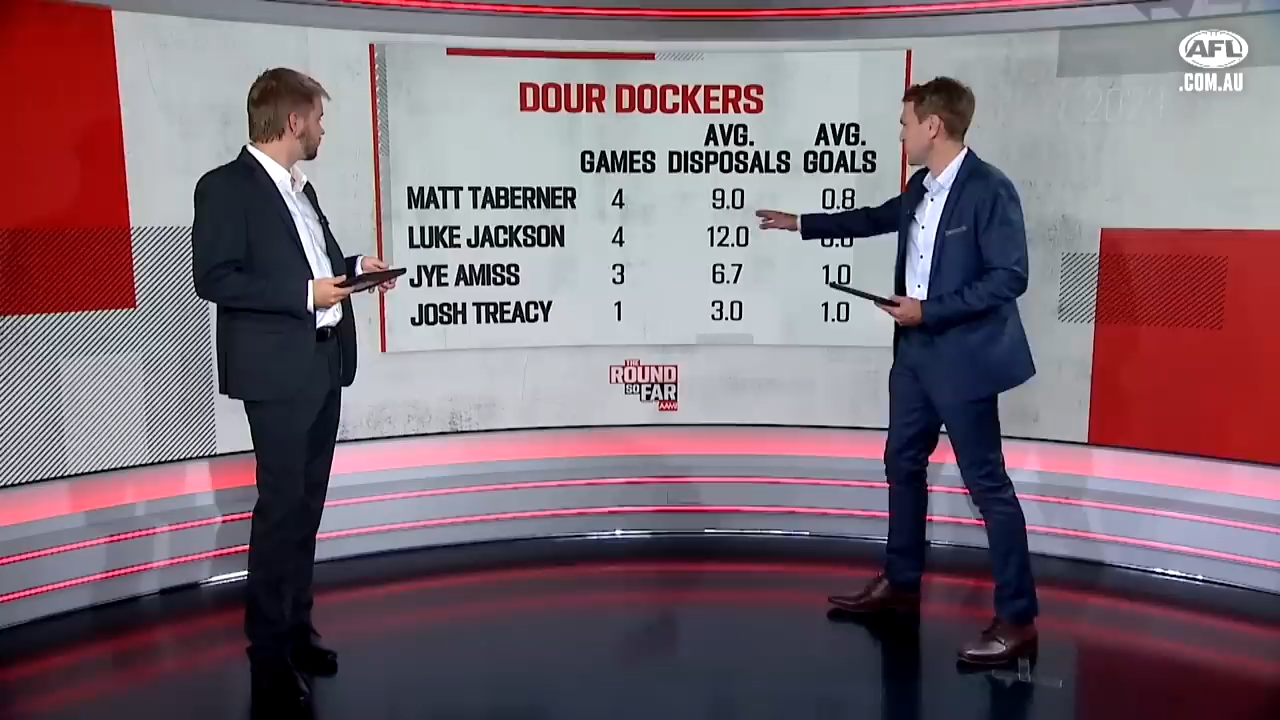 AFL
.COM.AU
DOUR DOCKERS
AVG. AVG.
GAMES DISPOSALS GOALS
MATT TABERNER 4 9.0 0.8
LUKE JACKSON 4 12.0
JYE AMISS 3 6.7 1.0
JOSH TREACY 1 3.0 1.0
THE
ROUND
SO FAR
AAMI